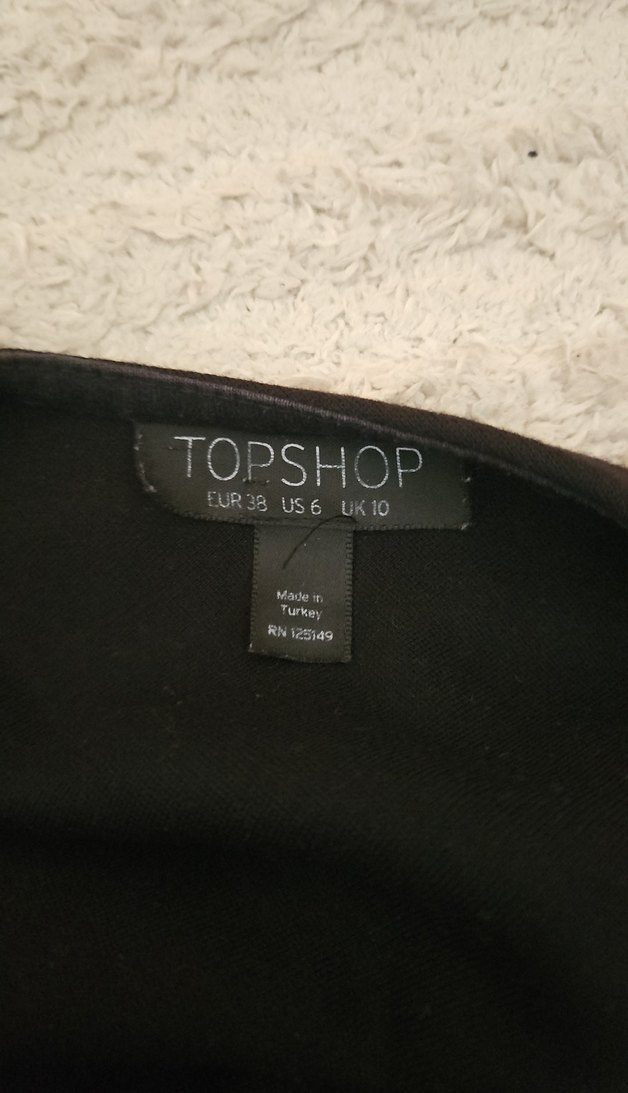 TOPSHOP
EUR 38 US 6 UK 10
Made in
Turkey
RN 125149